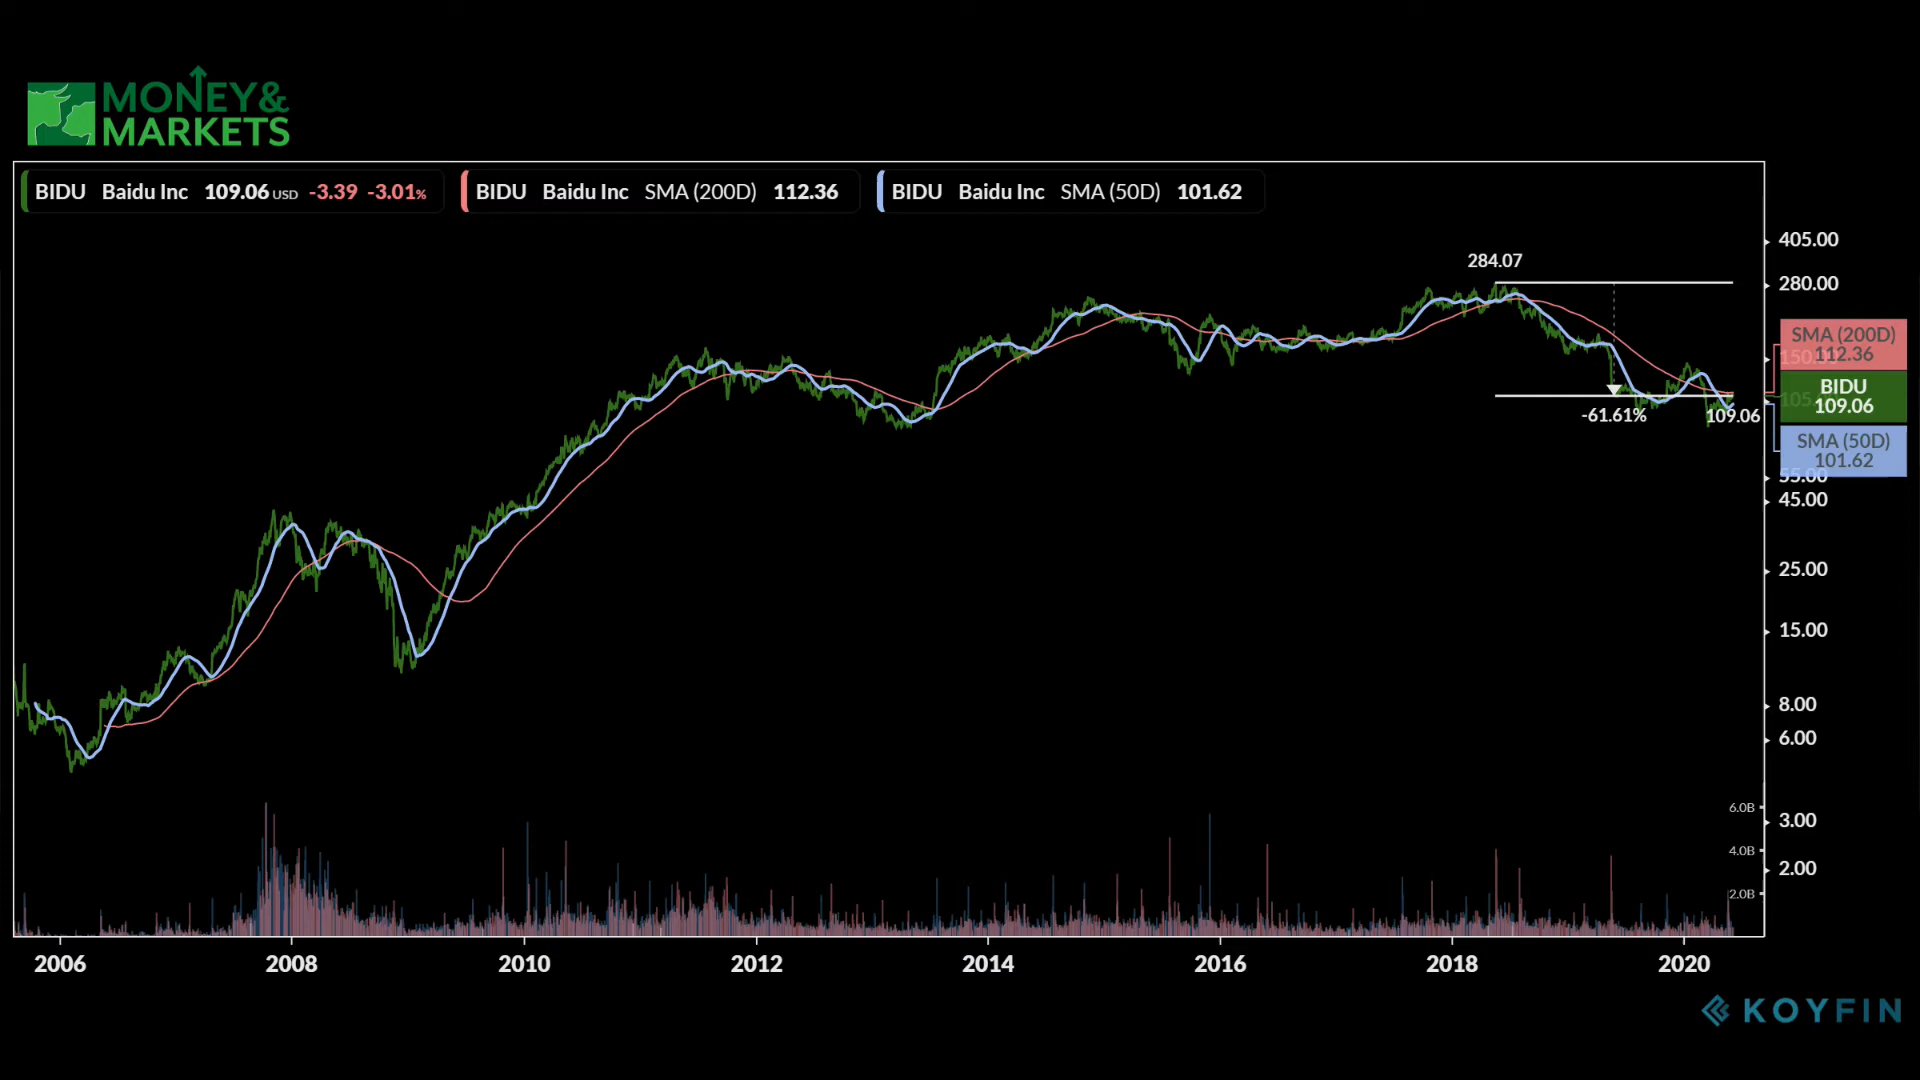 MONEY&
MARKETS
BIDU Baidu Inc 109.06 USD -3.39 -3.01%
BIDU Baidu Inc SMA (200D) 112.36
BIDU Baidu Inc SMA (50D) 101.62
284.07
-61.61%
109.06
405.00
280.00
SMA (200D)
112.36
150.00
BIDU
109.06
SMA (50D)
101.62
55.00
45.00
25.00
15.00
8.00
6.00
3.00
2.00
6.0B
4.0B
2.0B
2006 2008 2010 2012 2014 2016 2018 2020
KOYFIN